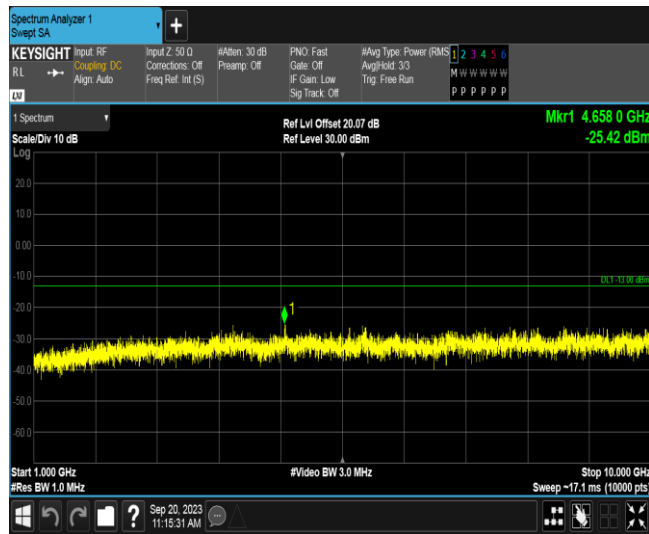 Spectrum Analyzer 1
Swept SA
+
KEYSIGHT
RL
LXI
Input: RF
Coupling: DC
Align: Auto
Input Z: 50 Ω
Corrections: Off
Freq Ref: Int (S)
#Atten: 30 dB
Preamp: Off
PNO: Fast
Gate: Off
IF Gain: Low
Sig Track: Off
#Avg Type: Power (RMS
Avg|Hold: 3/3
Trig: Free Run
1 2 3 4 5 6
M W W W W W
P P P P P P
1 Spectrum
Scale/Div 10 dB
Ref Lvl Offset 20.07 dB
Ref Level 30.00 dBm
Mkr1 4.658 0 GHz
-25.42 dBm
Log
20.0
10.0
0.00
-10.0
DL1 -13.00 dBm
1
-20.0
-30.0
-40.0
-50.0
-60.0
Start 1.000 GHz
#Video BW 3.0 MHz
Stop 10.000 GHz
#Res BW 1.0 MHz
Sweep ~17.1 ms (10000 pts)
?
Sep 20, 2023
11:15:31 AM